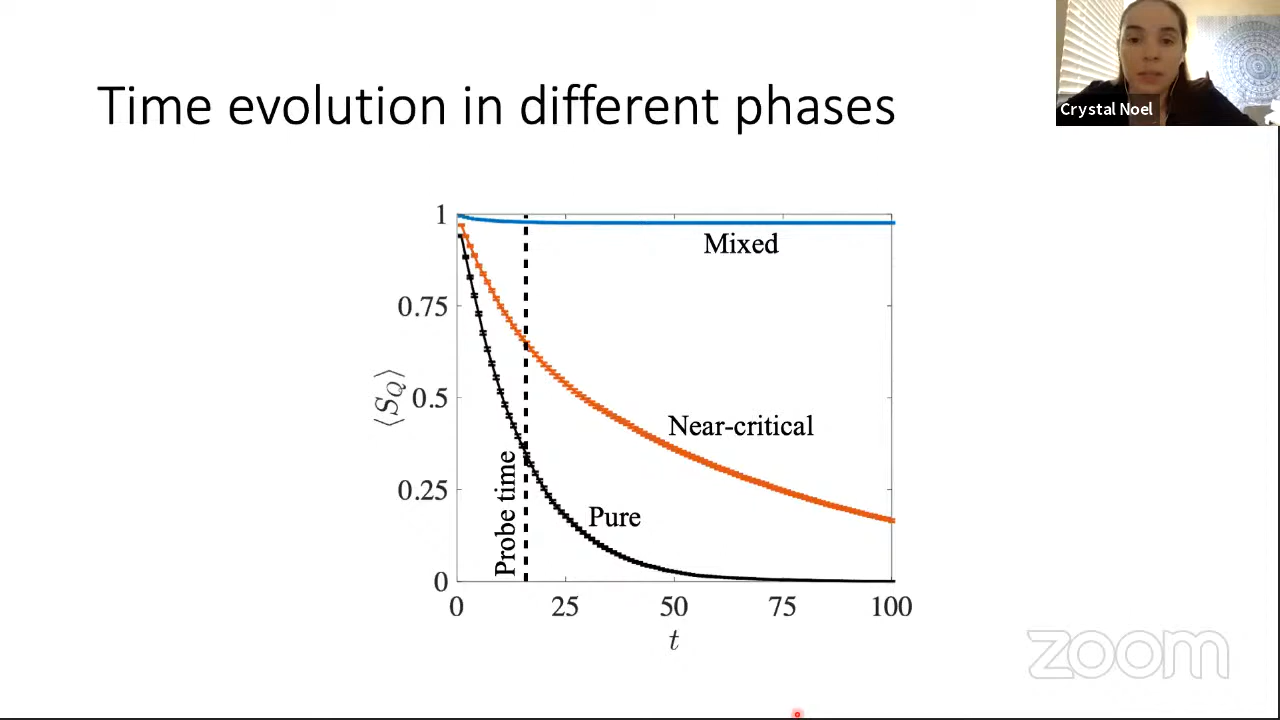 Time evolution in different phases
Crystal Noel
1
0.75
0.5
0.25
0
⟨S_Q⟩
Mixed
Near-critical
Pure
Probe time
0 25 50 75 100
t
zoom